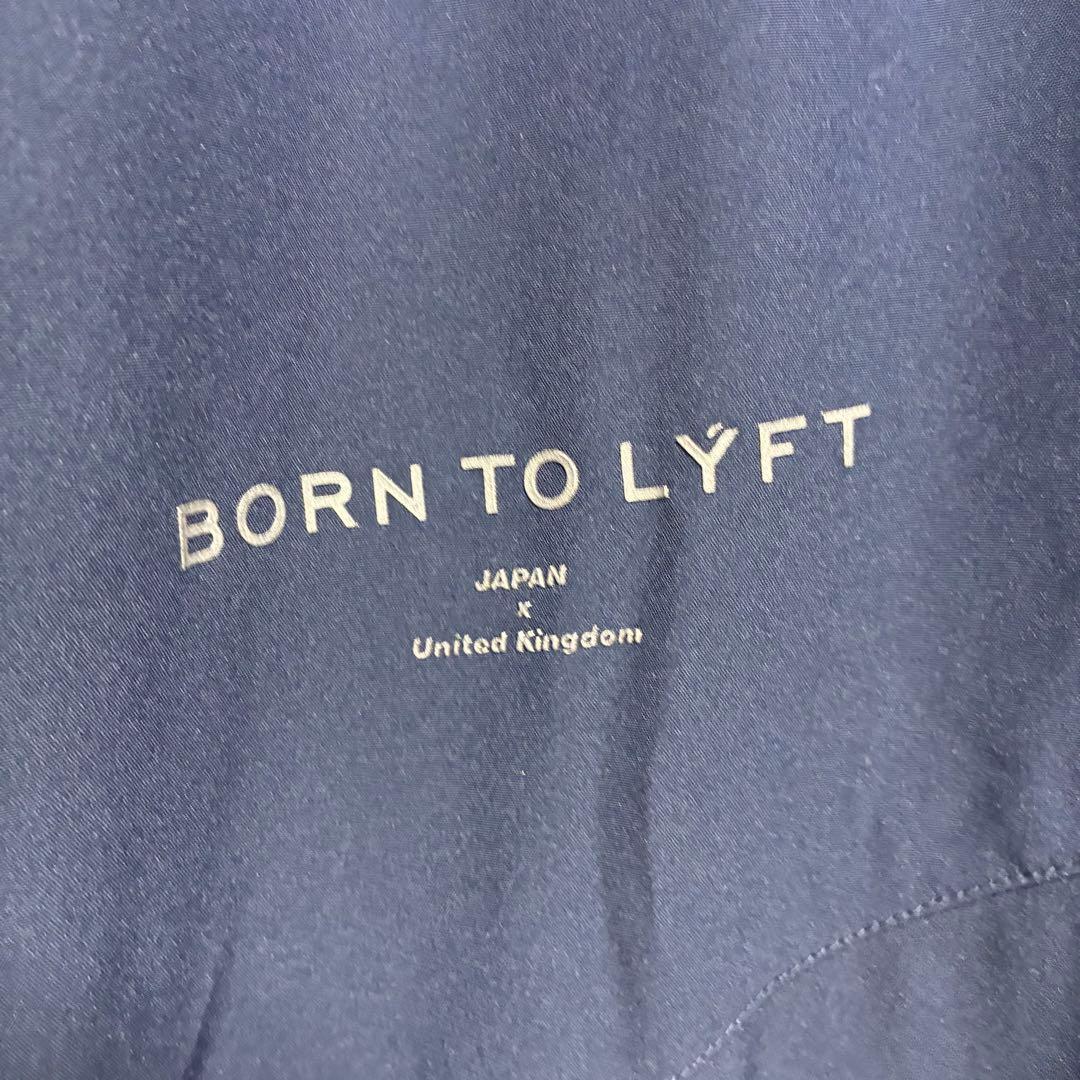 BORN TO LÝFT
JAPAN
x
United Kingdom